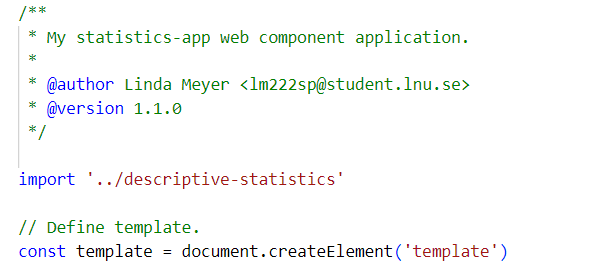 /**
 * My statistics-app web component application.
 *
 * @author Linda Meyer <lm222sp@student.lnu.se>
 * @version 1.1.0
 */
import '../descriptive-statistics'
// Define template.
const template = document.createElement('template')